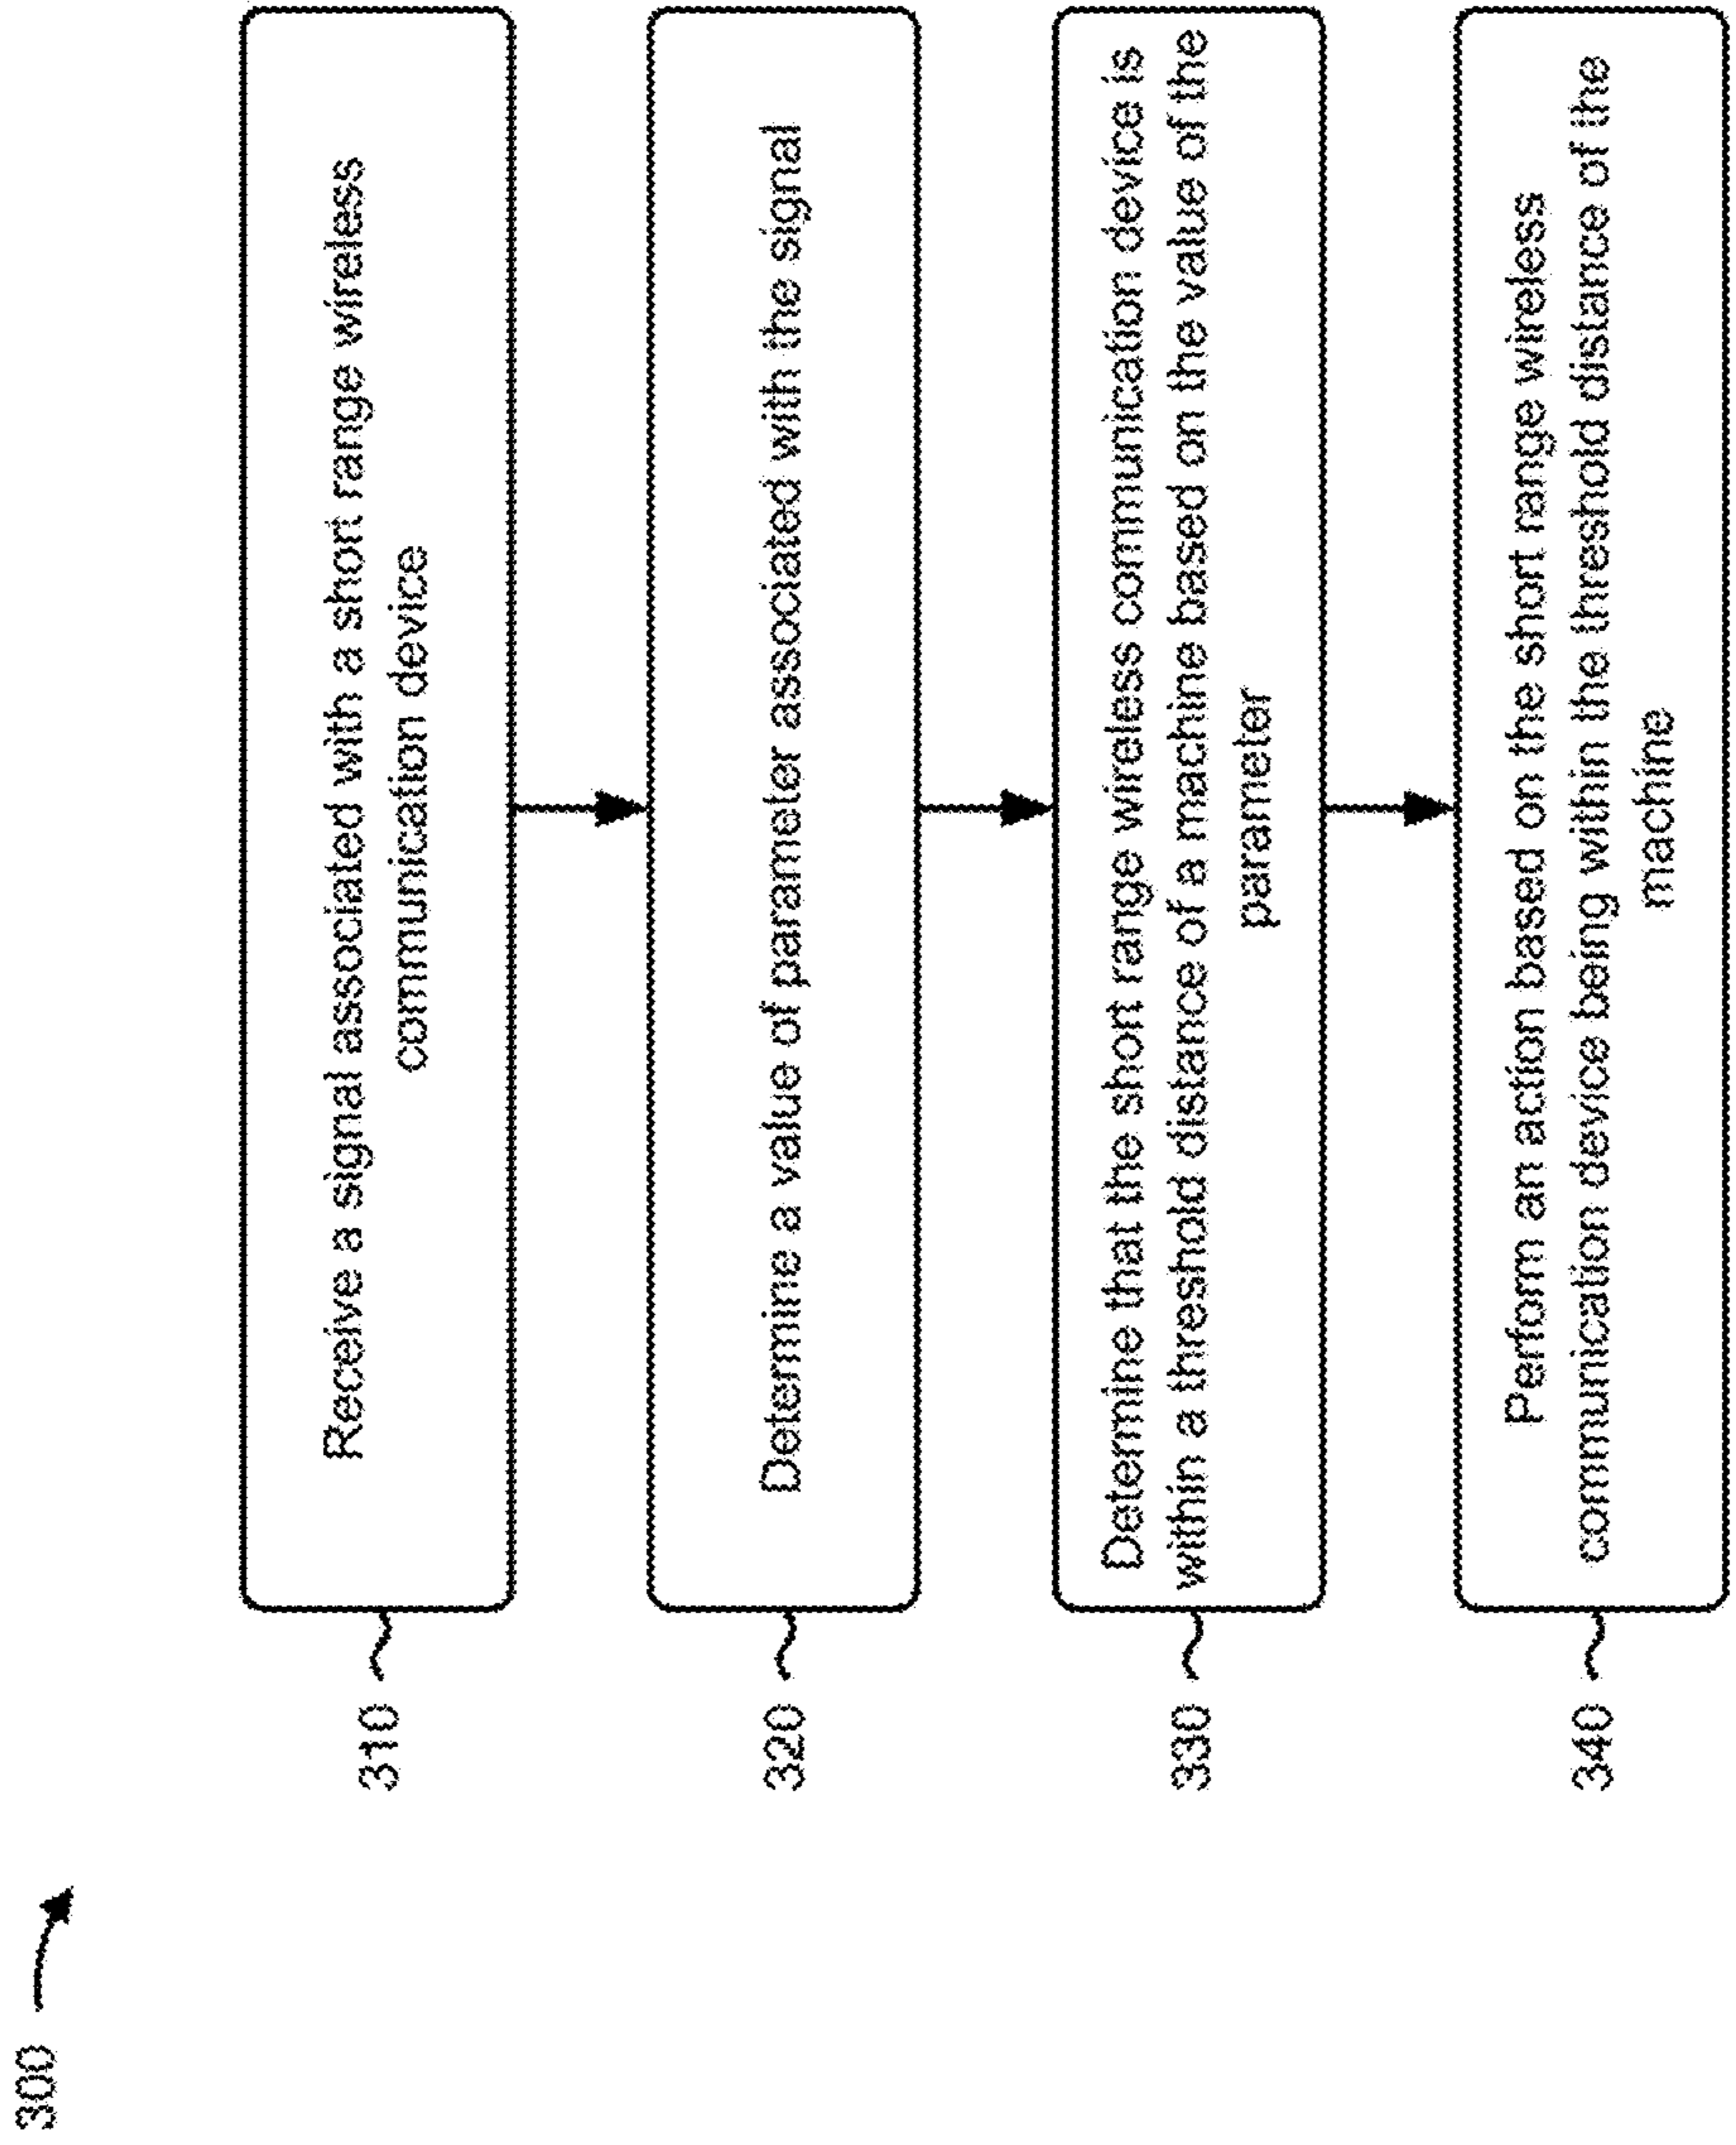 300
310
Receive a signal associated with a short range wireless
communication device
320
Determine a value of parameter associated with the signal
330
Determine that the short range wireless communication device is
within a threshold distance of a machine based on the value of the
parameter
340
Perform an action based on the short range wireless
communication device being within the threshold distance of the
machine